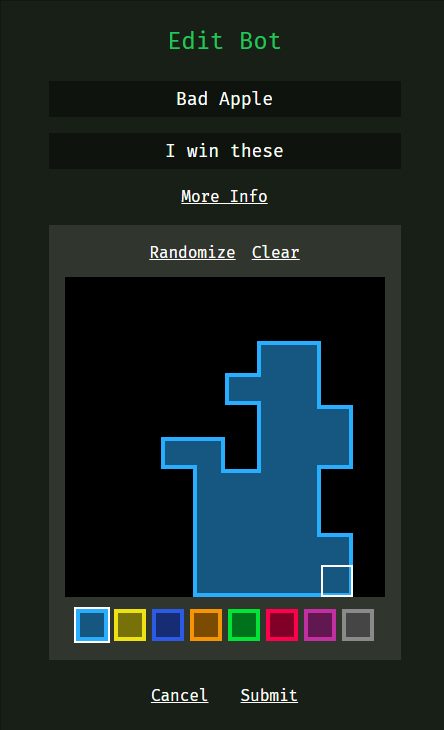 Edit Bot
Bad Apple
I win these
More Info
Randomize Clear
Cancel Submit